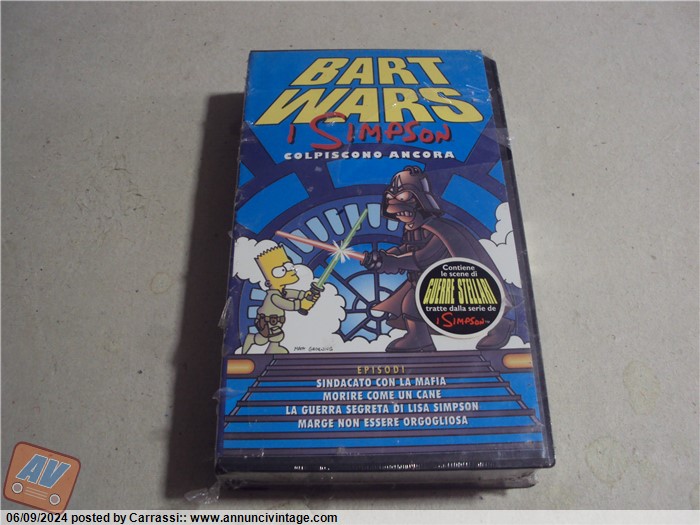 BART
WARS
I SIMPSON
COLPISCONO ANCORA
Contiene
le scene di
GUERRE STELLARI
tratte dalla serie de
I SIMPSON
MATT GROENING
EPISODI
SINDACATO CON LA MAFIA
MORIRE COME UN CANE
LA GUERRA SEGRETA DI LISA SIMPSON
MARGE NON ESSERE ORGOGLIOSA
AV
06/09/2024 posted by Carrassi:: www.annuncivintage.com